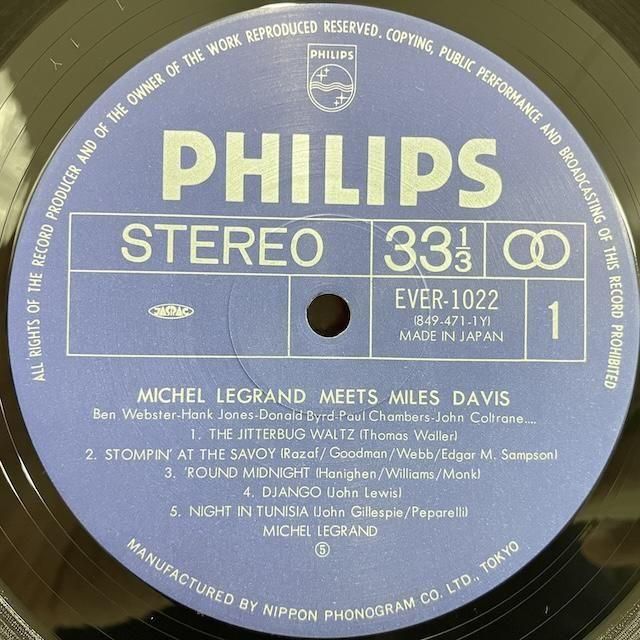 ALL RIGHTS OF THE RECORD PRODUCER AND OF THE OWNER OF THE WORK REPRODUCED RESERVED. COPYING, PUBLIC PERFORMANCE AND BROADCASTING OF THIS RECORD PROHIBITED
PHILIPS
PHILIPS
STEREO 33 1/3
JASRAC EVER-1022 1
(849-471-1Y)
MADE IN JAPAN
MICHEL LEGRAND MEETS MILES DAVIS
Ben Webster-Hank Jones-Donald Byrd-Paul Chambers-John Coltrane....
1. THE JITTERBUG WALTZ (Thomas Waller)
2. STOMPIN' AT THE SAVOY (Razaf/Goodman/Webb/Edgar M. Sampson)
3. 'ROUND MIDNIGHT (Hanighen/Williams/Monk)
4. DJANGO (John Lewis)
5. NIGHT IN TUNISIA (John Gillespie/Peparelli)
MICHEL LEGRAND
⑤
MANUFACTURED BY NIPPON PHONOGRAM CO. LTD., TOKYO